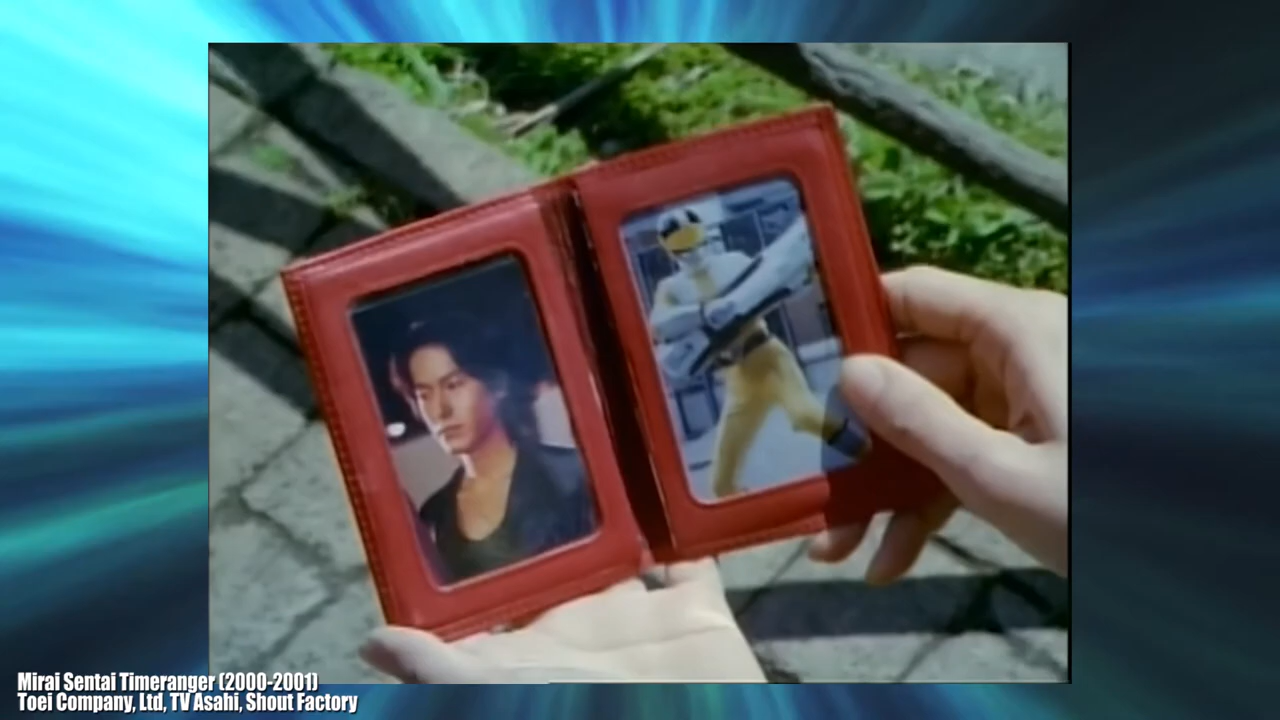 Mirai Sentai Timeranger (2000-2001)
Toei Company, Ltd, TV Asahi, Shout Factory